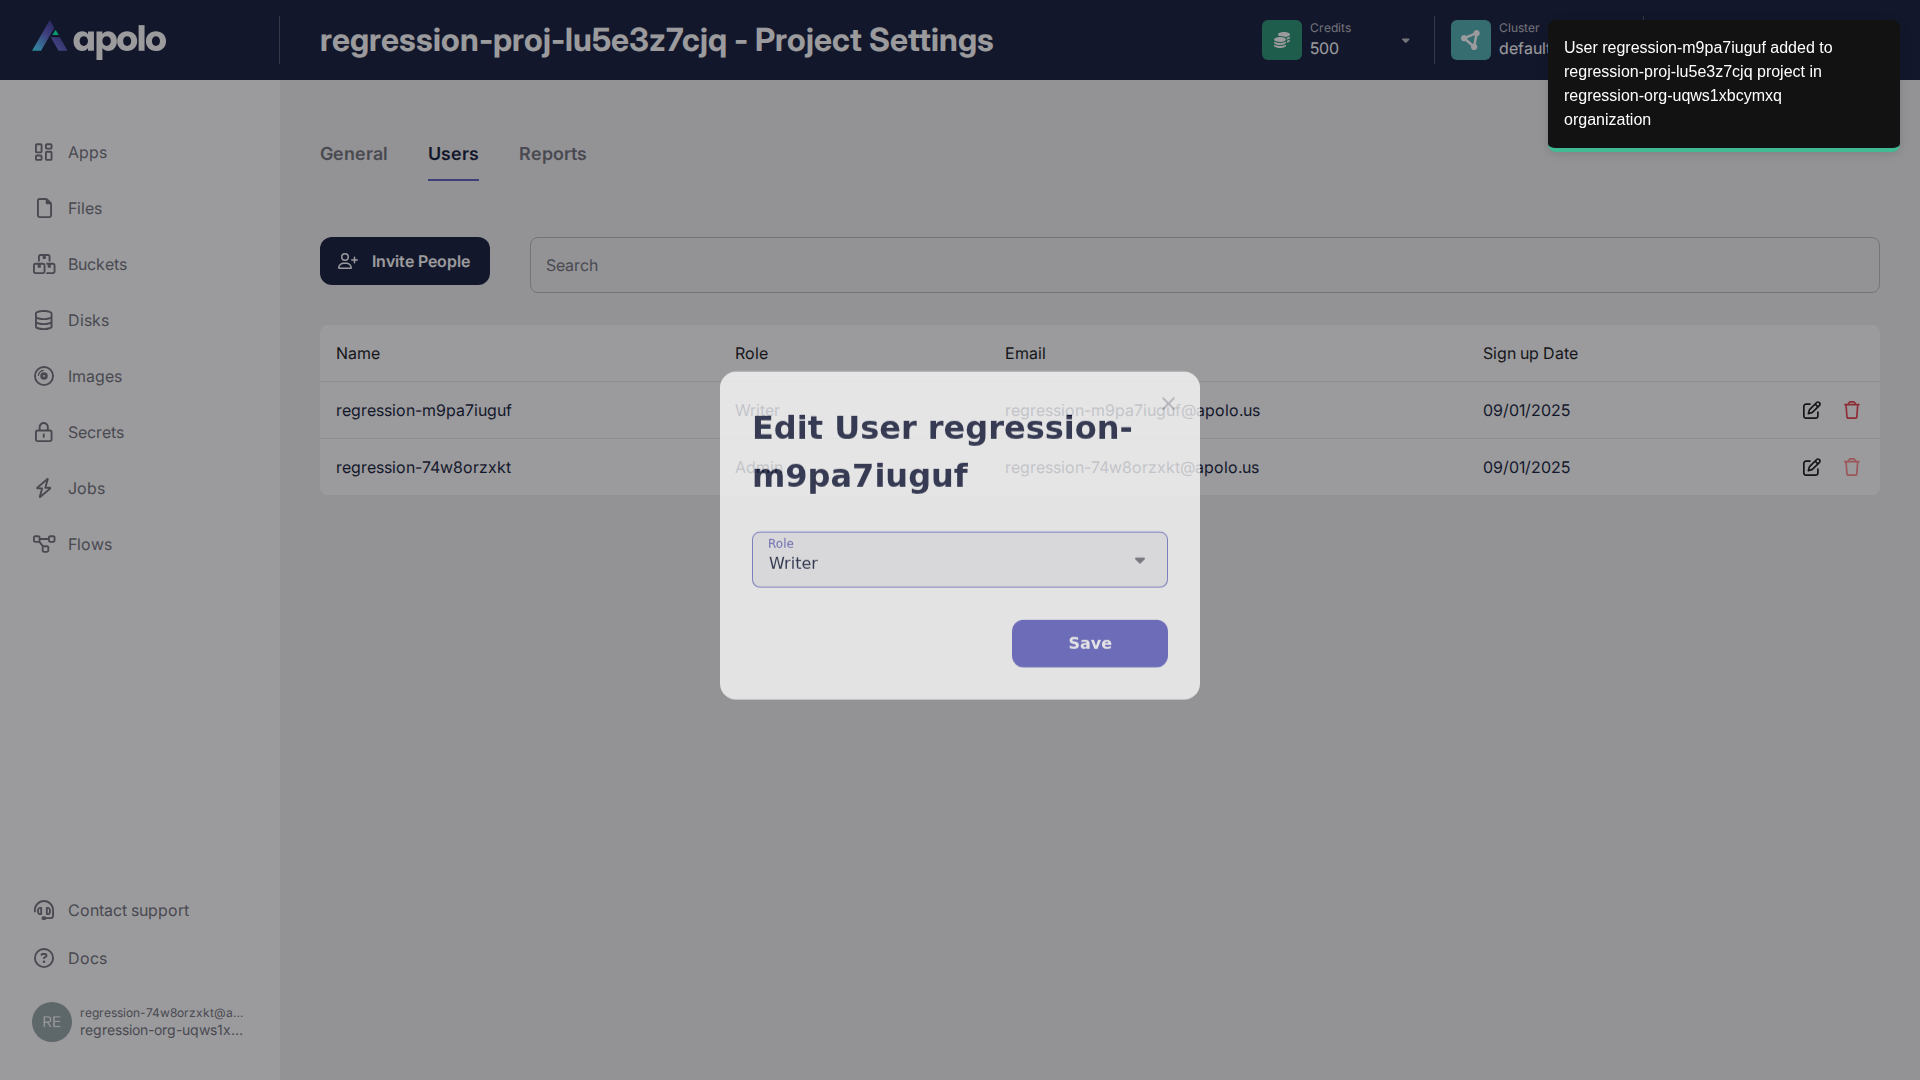 apolo
regression-proj-lu5e3z7cjq - Project Settings
Credits
500
Cluster
default
User regression-m9pa7iuguf added to
regression-proj-lu5e3z7cjq project in
regression-org-uqws1xbcymxq
organization
Apps
Files
Buckets
Disks
Images
Secrets
Jobs
Flows
General
Users
Reports
Invite People
Search
Name
Role
Email
Sign up Date
regression-m9pa7iuguf
Writer
regression-m9pa7iuguf@apolo.us
09/01/2025
regression-74w8orzxkt
Admin
regression-74w8orzxkt@apolo.us
09/01/2025
Edit User regression-
m9pa7iuguf
Role
Writer
Save
Contact support
Docs
RE
regression-74w8orzxkt@a...
regression-org-uqws1x...